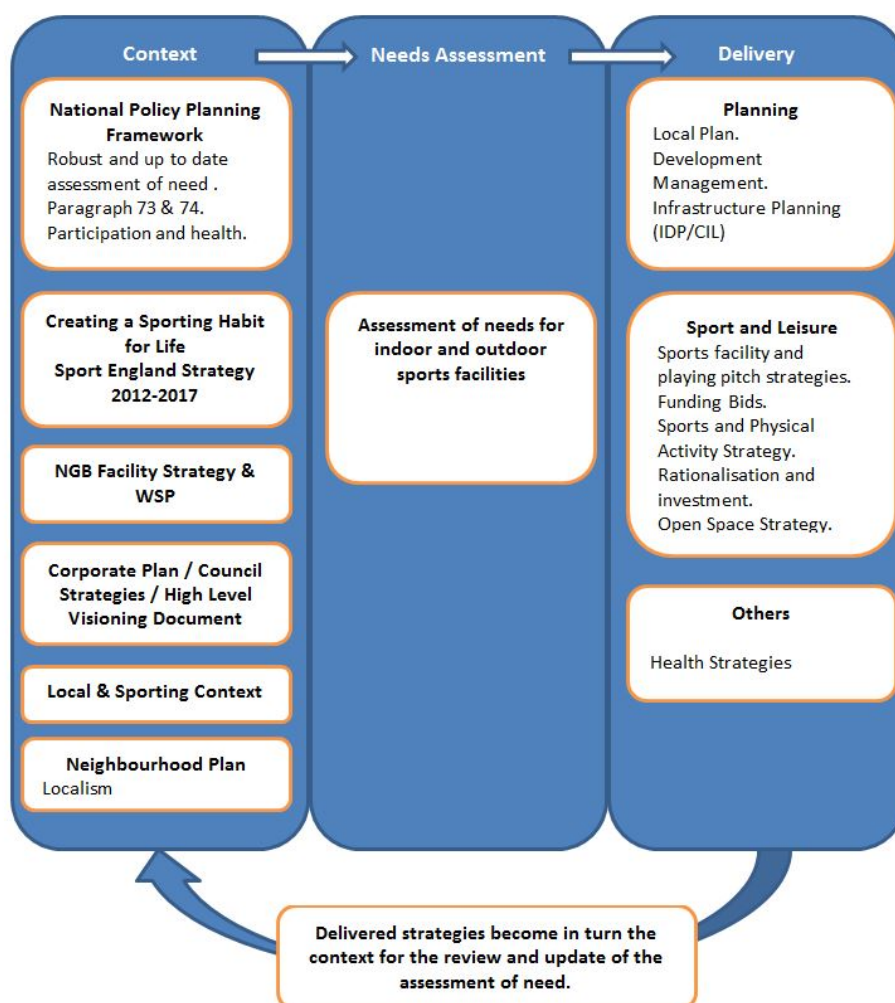 Context
Needs Assessment
Delivery
National Policy Planning
Framework
Robust and up to date
assessment of need .
Paragraph 73 & 74.
Participation and health.
Creating a Sporting Habit
for Life
Sport England Strategy
2012-2017
NGB Facility Strategy &
WSP
Corporate Plan / Council
Strategies / High Level
Visioning Document
Local & Sporting Context
Neighbourhood Plan
Localism
Assessment of needs for
indoor and outdoor
sports facilities
Planning
Local Plan.
Development
Management.
Infrastructure Planning
(IDP/CIL)
Sport and Leisure
Sports facility and
playing pitch strategies.
Funding Bids.
Sports and Physical
Activity Strategy.
Rationalisation and
investment.
Open Space Strategy.
Others
Health Strategies
Delivered strategies become in turn the
context for the review and update of the
assessment of need.